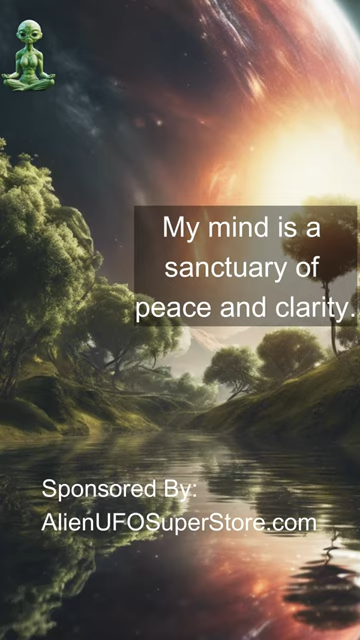 My mind is a
sanctuary of
peace and clarity.
Sponsored By:
AlienUFOSuperStore.com